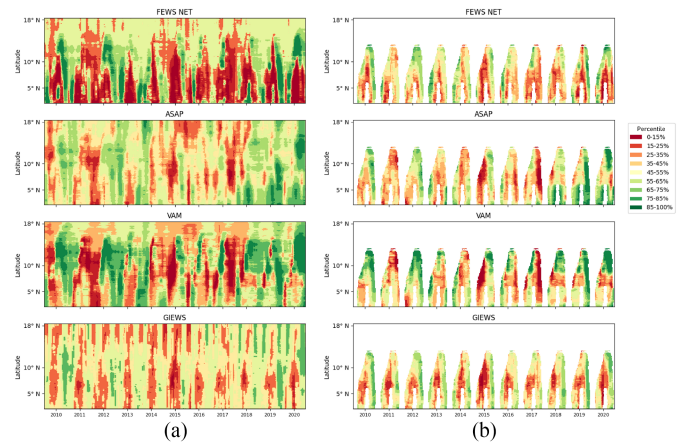 FEWS NET
18° N
10° N
5° N
Latitude
ASAP
18° N
10° N
5° N
Latitude
VAM
18° N
10° N
5° N
Latitude
GIEWS
18° N
10° N
5° N
Latitude
2010 2011 2012 2013 2014 2015 2016 2017 2018 2019 2020
(a)
FEWS NET
18° N
10° N
5° N
Latitude
ASAP
18° N
10° N
5° N
Latitude
VAM
18° N
10° N
5° N
Latitude
GIEWS
18° N
10° N
5° N
Latitude
2010 2011 2012 2013 2014 2015 2016 2017 2018 2019 2020
(b)
Percentile
0-15%
15-25%
25-35%
35-45%
45-55%
55-65%
65-75%
75-85%
85-100%